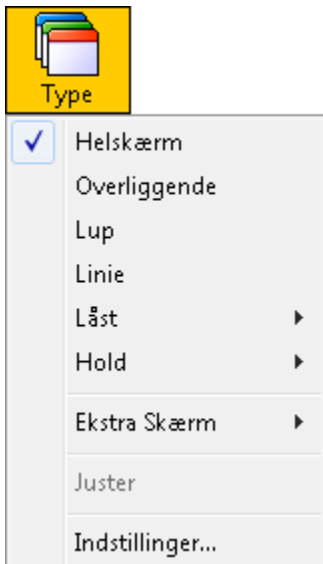 Type
Helskærm
Overliggende
Lup
Linie
Låst
Hold
Ekstra Skærm
Juster
Indstillinger...